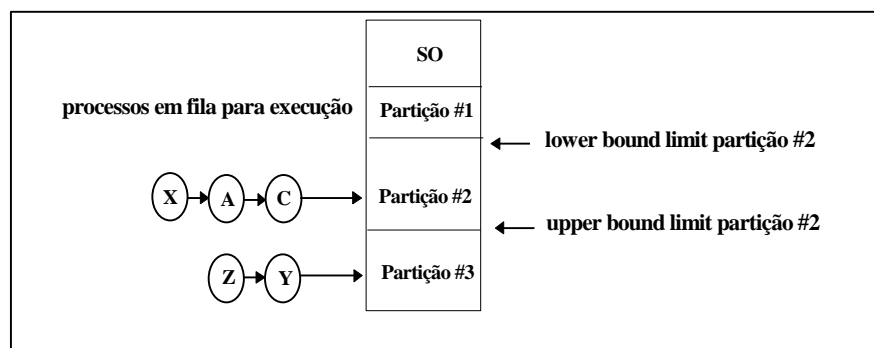 SO
processos em fila para execução
Partição #1
lower bound limit partição #2
X A C
Partição #2
upper bound limit partição #2
Z Y
Partição #3